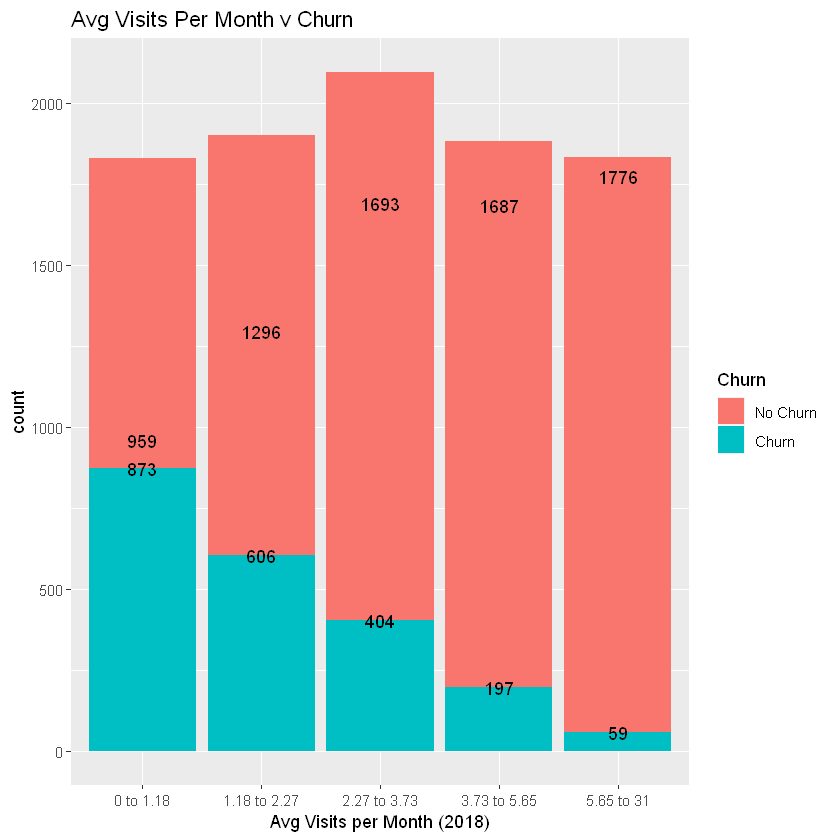 Avg Visits Per Month v Churn
2000
1500
1000
500
0
count
959
873
1296
606
1693
404
1687
197
1776
59
0 to 1.18
1.18 to 2.27
2.27 to 3.73
3.73 to 5.65
5.65 to 31
Avg Visits per Month (2018)
Churn
No Churn
Churn